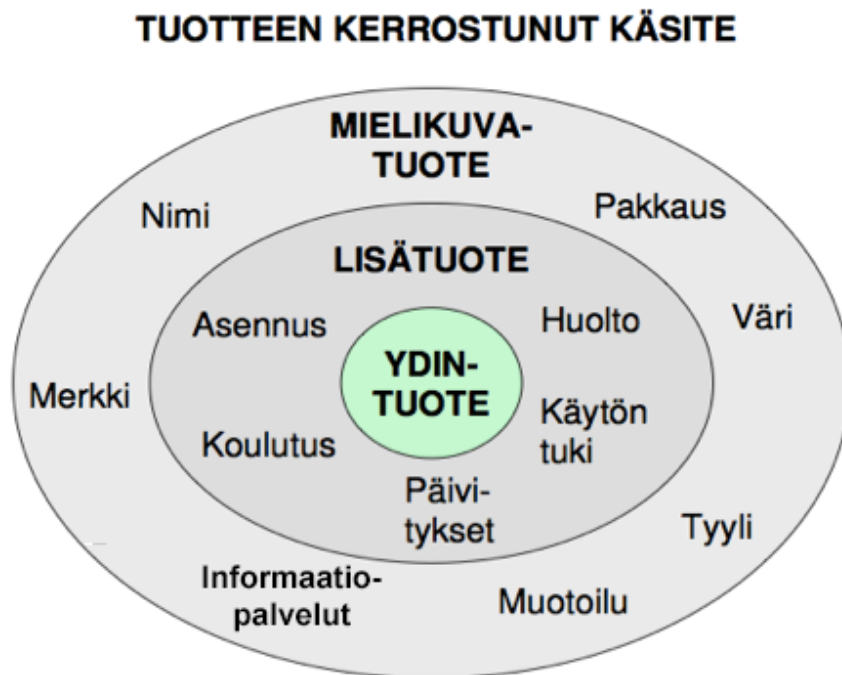 TUOTTEEN KERROSTUNUT KÄSITE
MIELIKUVA-
TUOTE
Nimi
Pakkaus
LISÄTUOTE
Asennus
Huolto
Väri
YDIN-
TUOTE
Merkki
Käytön
tuki
Koulutus
Päivi-
tykset
Tyyli
Informaatio-
palvelut
Muotoilu